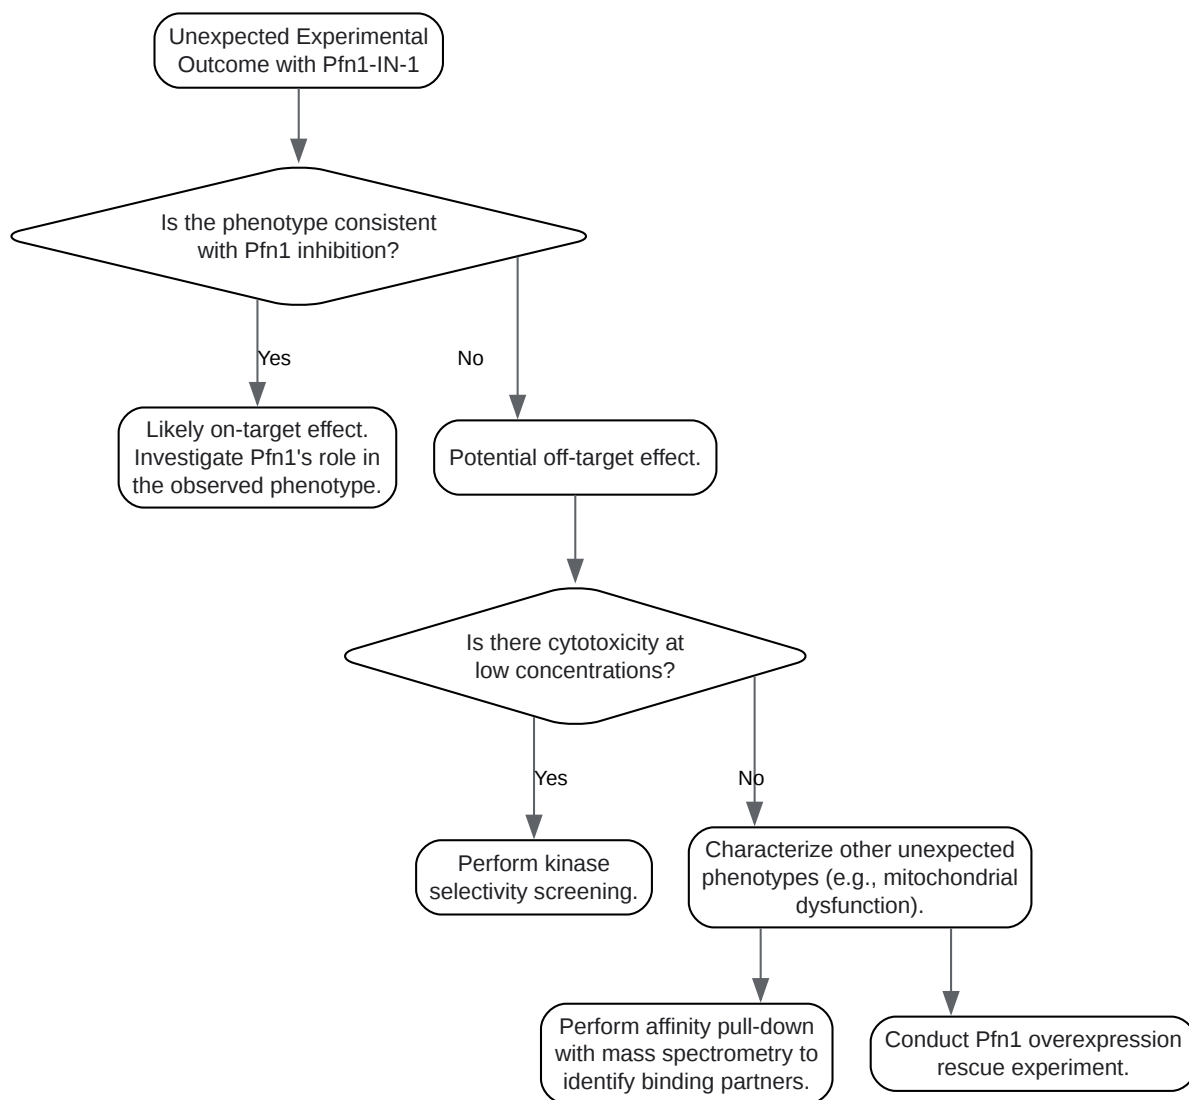 Unexpected Experimental
Outcome with Pfn1-IN-1
Is the phenotype consistent
with Pfn1 inhibition?
Yes
No
Likely on-target effect.
Investigate Pfn1's role in
the observed phenotype.
Potential off-target effect.
Is there cytotoxicity at
low concentrations?
Yes
No
Perform kinase
selectivity screening.
Characterize other unexpected
phenotypes (e.g., mitochondrial
dysfunction).
Perform affinity pull-down
with mass spectrometry to
identify binding partners.
Conduct Pfn1 overexpression
rescue experiment.